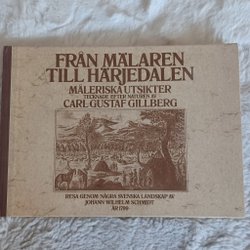 FRÅN MÄLAREN
TILL HÄRJEDALEN
MÅLERISKA UTSIKTER
TECKNADE EFTER NATUREN AV
CARL GUSTAF GILLBERG
RESA GENOM NÅGRA SVENSKA LANDSKAP AV
JOHANN WILHELM SCHMIDT
ÅR 1799